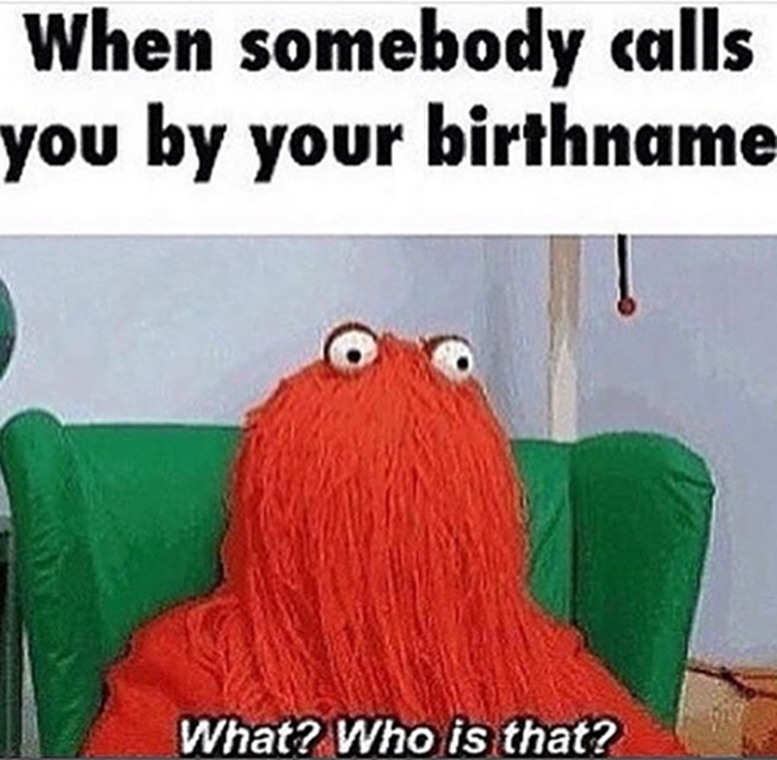 When somebody calls
you by your birthname
What? Who is that?